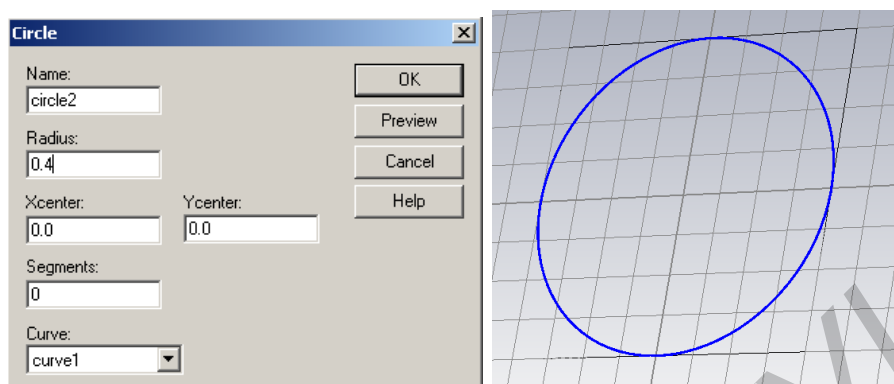 Circle
Name:
OK
circle2
Preview
Radius:
0.4
Cancel
Xcenter:
Ycenter:
Help
0.0
0.0
Segments:
0
Curve:
curve1